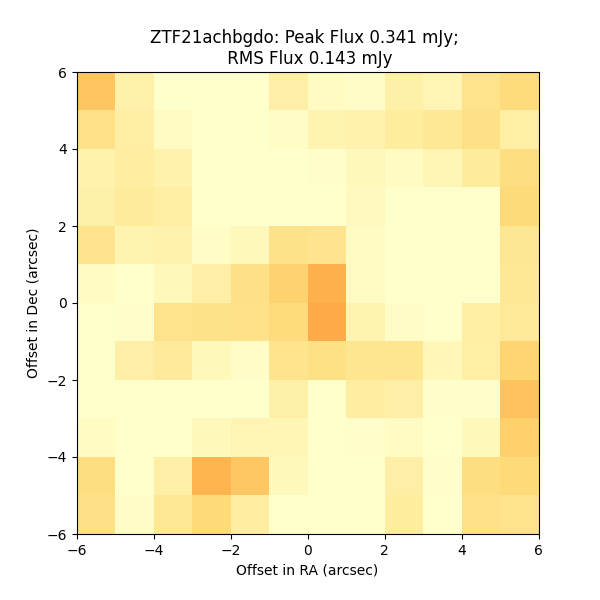 ZTF21achbgdo: Peak Flux 0.341 mJy;
RMS Flux 0.143 mJy
6
4
2
0
−2
−4
−6
Offset in Dec (arcsec)
−6 −4 −2 0 2 4 6
Offset in RA (arcsec)